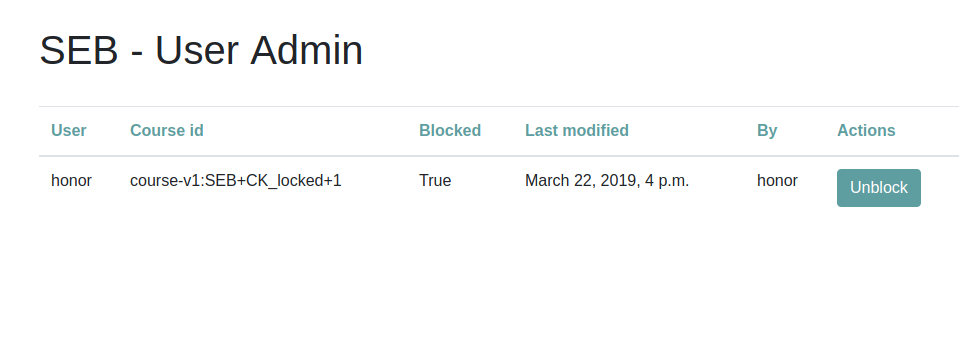 SEB - User Admin
User Course id Blocked Last modified By Actions
honor course-v1:SEB+CK_locked+1 True March 22, 2019, 4 p.m. honor Unblock